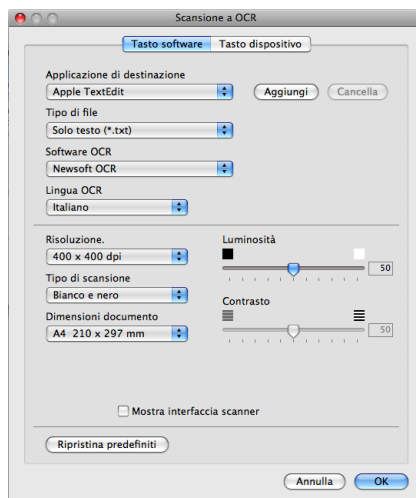 Scansione a OCR
Tasto software Tasto dispositivo
Applicazione di destinazione
Apple TextEdit Aggiungi Cancella
Tipo di file
Solo testo (*.txt)
Software OCR
Newsoft OCR
Lingua OCR
Italiano
Risoluzione. Luminosità
400 x 400 dpi
50
Tipo di scansione
Bianco e nero Contrasto
Dimensioni documento
A4 210 x 297 mm 50
Mostra interfaccia scanner
Ripristina predefiniti
Annulla OK